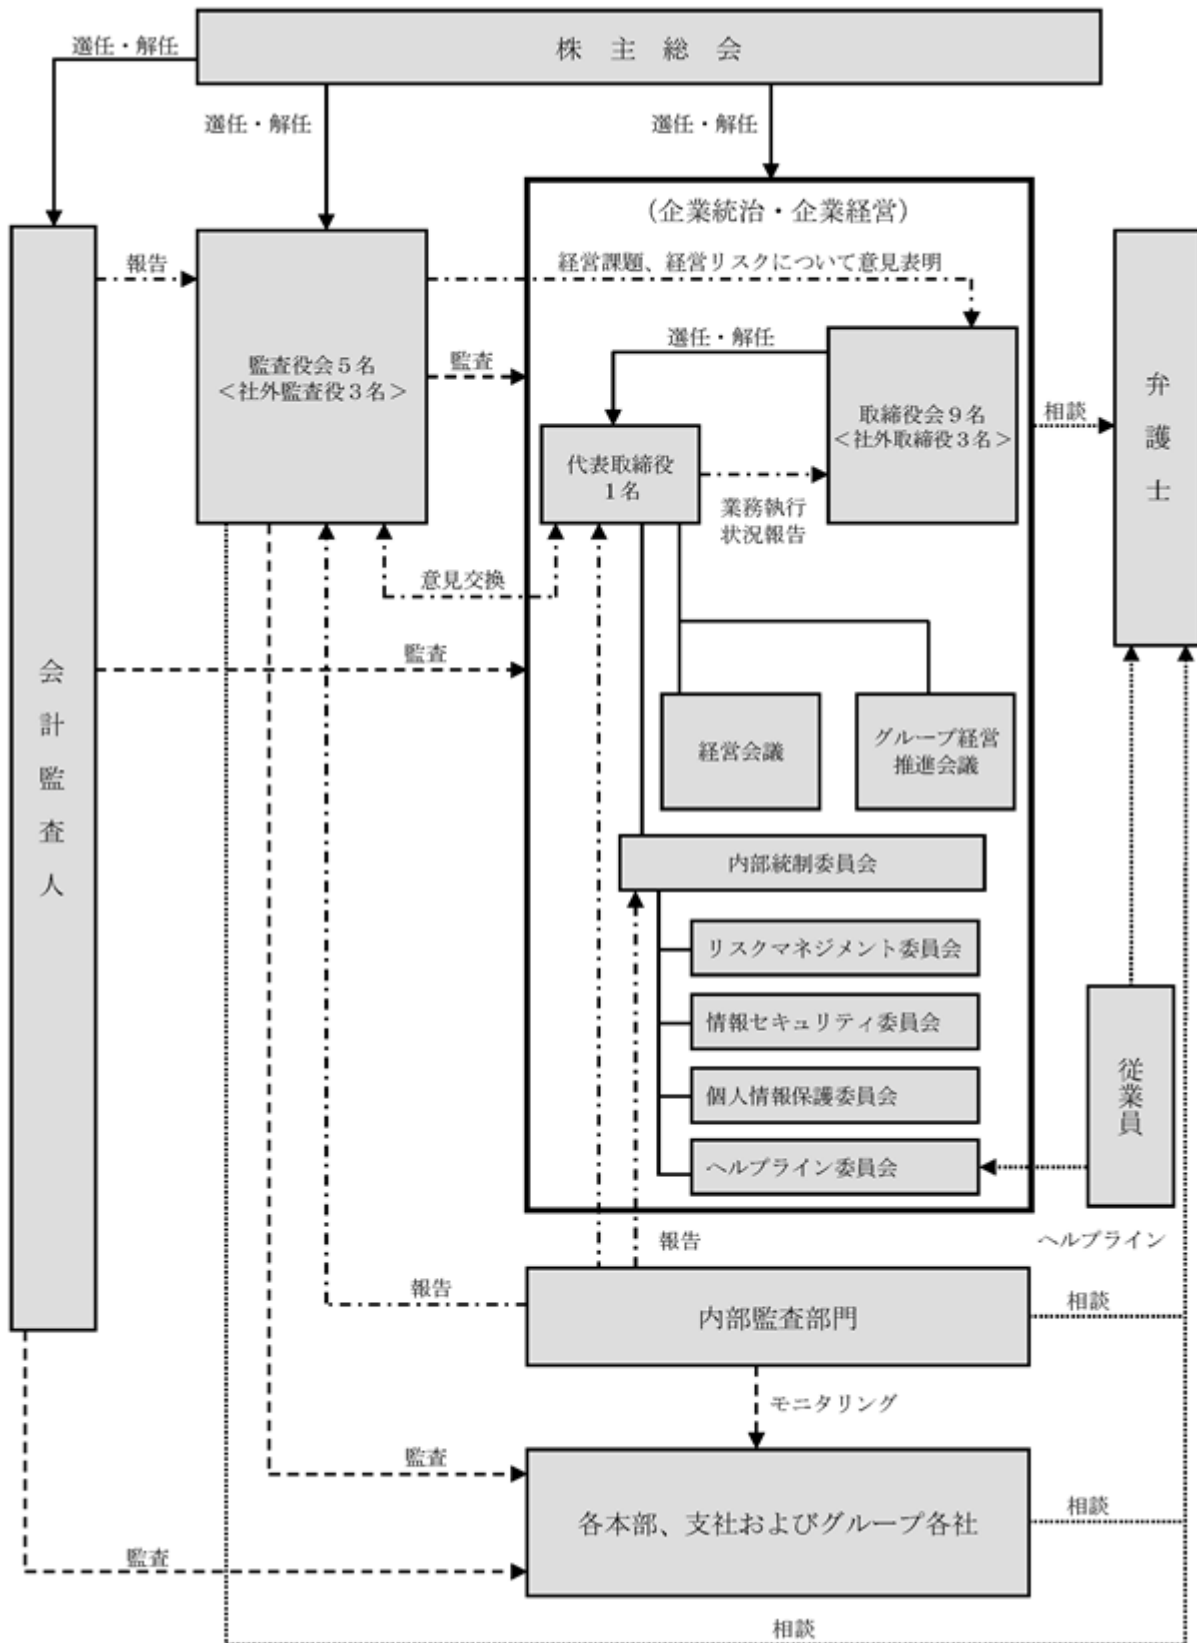 株 主 総 会
選任・解任
選任・解任
選任・解任
(企業統治・企業経営)
報告
経営課題、経営リスクについて意見表明
監査役会5名
<社外監査役3名>
監査
選任・解任
取締役会9名
<社外取締役3名>
相談
弁護士
代表取締役
1名
業務執行
状況報告
意見交換
会計監査人
監査
経営会議
グループ経営
推進会議
内部統制委員会
リスクマネジメント委員会
情報セキュリティ委員会
個人情報保護委員会
ヘルプライン委員会
従業員
ヘルプライン
報告
報告
内部監査部門
相談
モニタリング
監査
各本部、支社およびグループ各社
相談
監査
相談